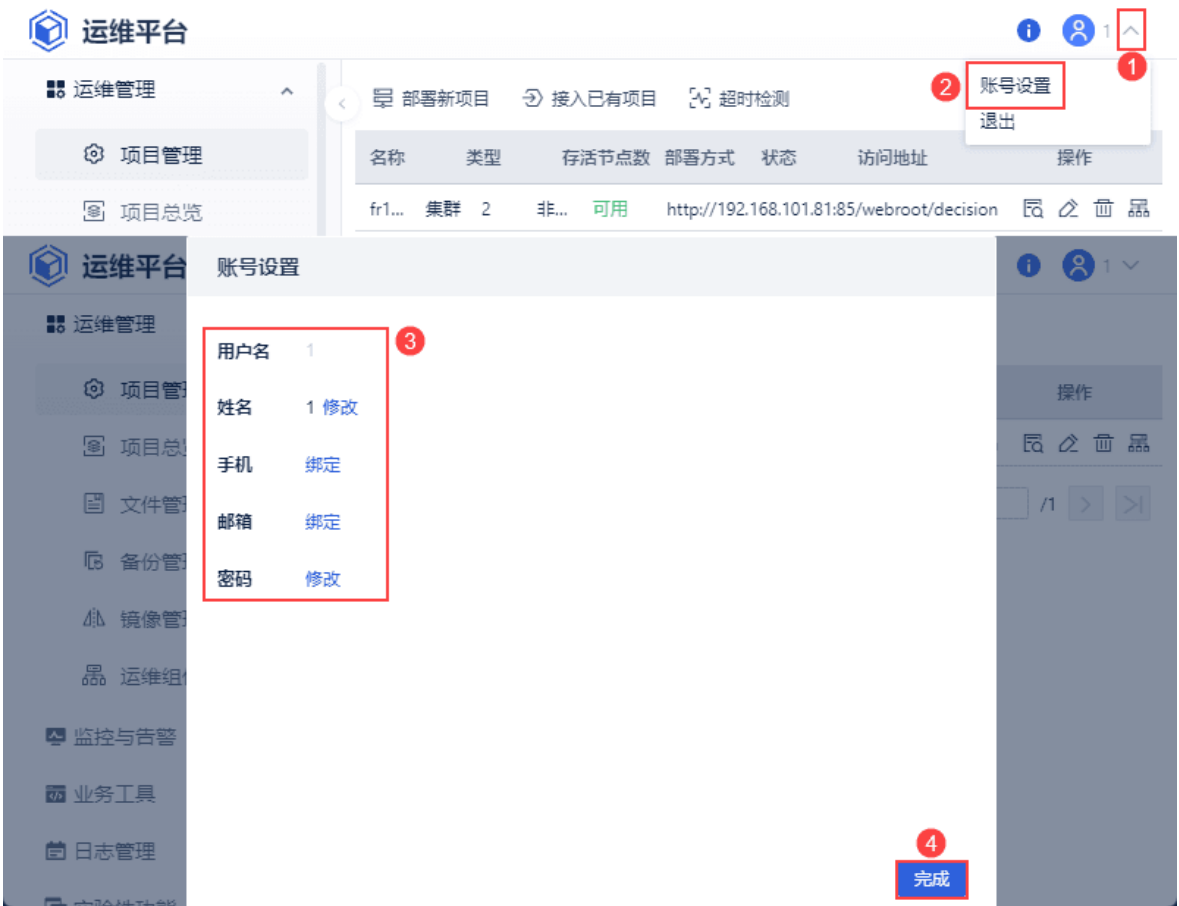 运维平台
1
1
运维管理
2
账号设置
退出
部署新项目 接入已有项目 超时检测
项目管理
名称 类型 存活节点数 部署方式 状态 访问地址 操作
项目总览
fr1... 集群 2 非... 可用 http://192.168.101.81:85/webroot/decision
运维平台
账号设置
1
运维管理
3
用户名 1
项目管
操作
姓名 1 修改
项目总
手机 绑定
文件管
/1
邮箱 绑定
备份管
密码 修改
镜像管
运维组
监控与告警
业务工具
日志管理
4
完成